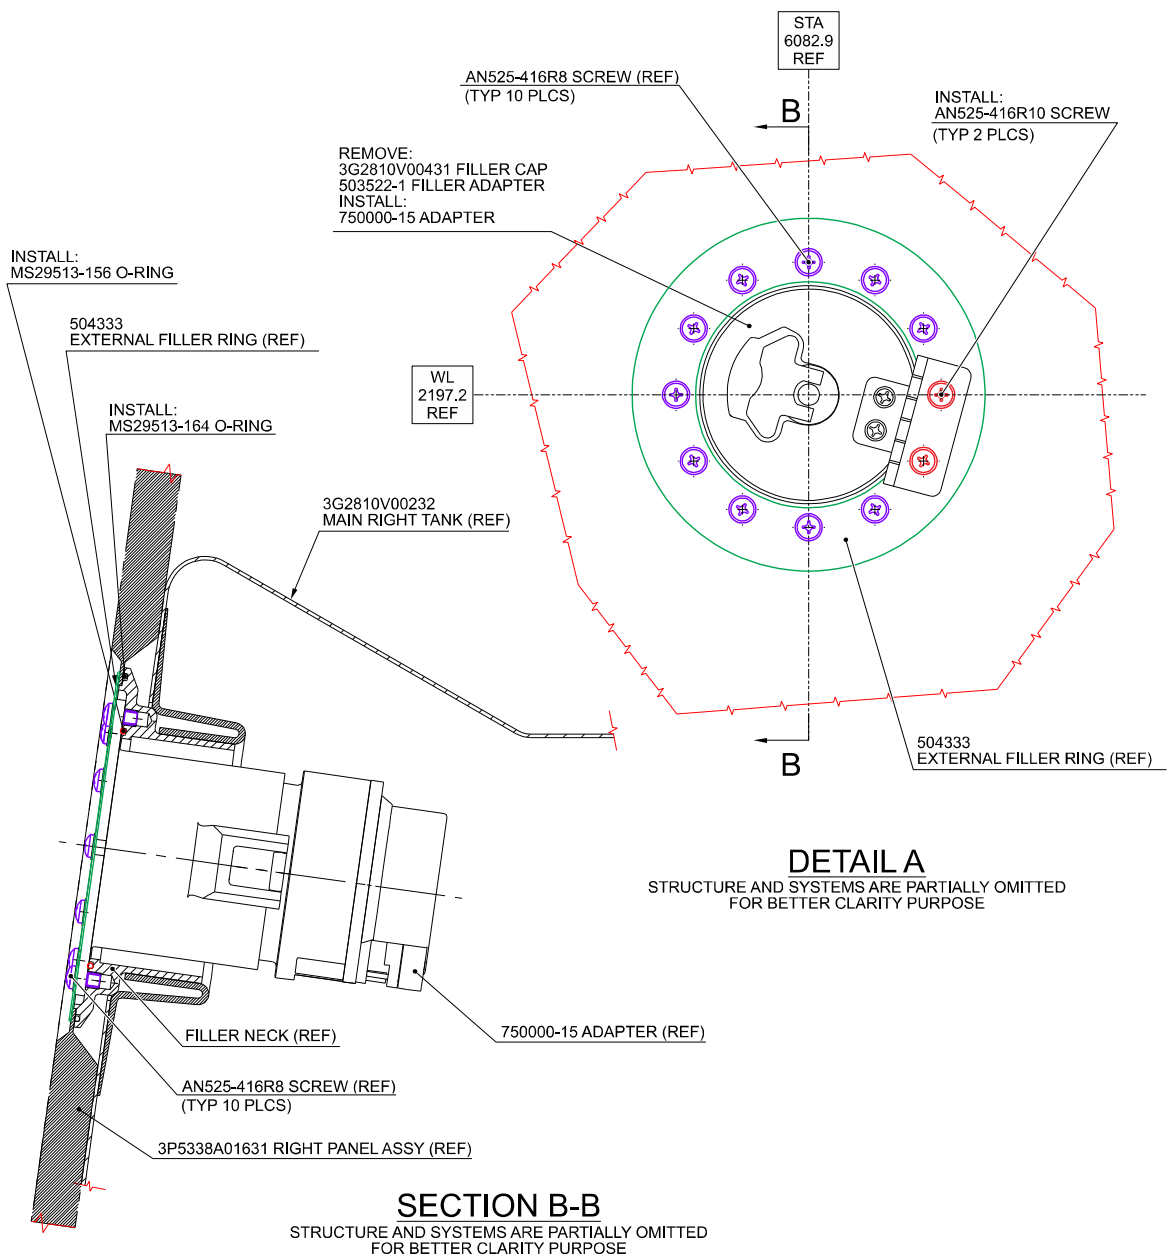 STA
6082.9
REF
AN525-416R8 SCREW (REF)
(TYP 10 PLCS)
B
INSTALL:
AN525-416R10 SCREW
(TYP 2 PLCS)
REMOVE:
3G2810V00431 FILLER CAP
503522-1 FILLER ADAPTER
INSTALL:
750000-15 ADAPTER
INSTALL:
MS29513-156 O-RING
504333
EXTERNAL FILLER RING (REF)
WL
2197.2
REF
INSTALL:
MS29513-164 O-RING
3G2810V00232
MAIN RIGHT TANK (REF)
504333
EXTERNAL FILLER RING (REF)
B
DETAIL A
STRUCTURE AND SYSTEMS ARE PARTIALLY OMITTED
FOR BETTER CLARITY PURPOSE
FILLER NECK (REF)
750000-15 ADAPTER (REF)
AN525-416R8 SCREW (REF)
(TYP 10 PLCS)
3P5338A01631 RIGHT PANEL ASSY (REF)
SECTION B-B
STRUCTURE AND SYSTEMS ARE PARTIALLY OMITTED
FOR BETTER CLARITY PURPOSE